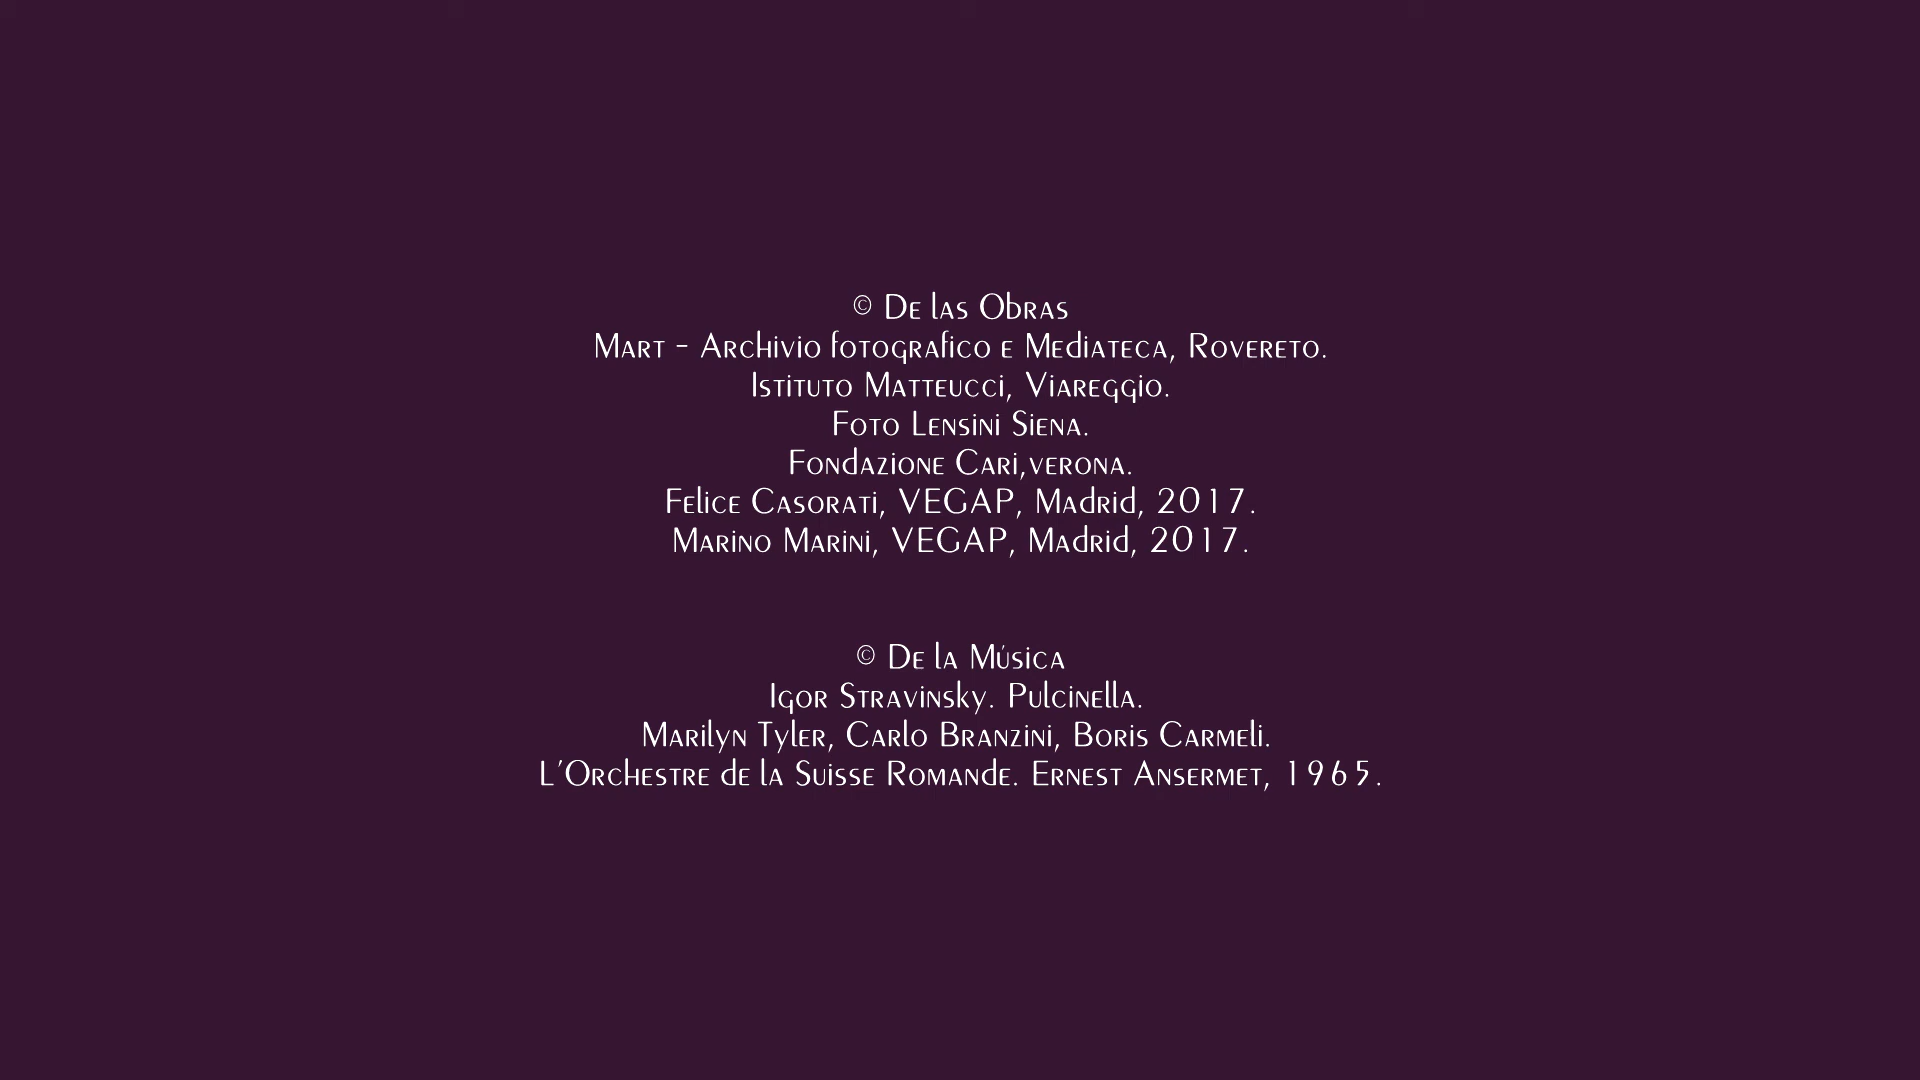 © De las Obras
Mart - Archivio fotografico e Mediateca, Rovereto.
Istituto Matteucci, Viareggio.
Foto Lensini Siena.
Fondazione Cari,verona.
Felice Casorati, VEGAP, Madrid, 2017.
Marino Marini, VEGAP, Madrid, 2017.
© De la Música
Igor Stravinsky. Pulcinella.
Marilyn Tyler, Carlo Branzini, Boris Carmeli.
L'Orchestre de la Suisse Romande. Ernest Ansermet, 1965.